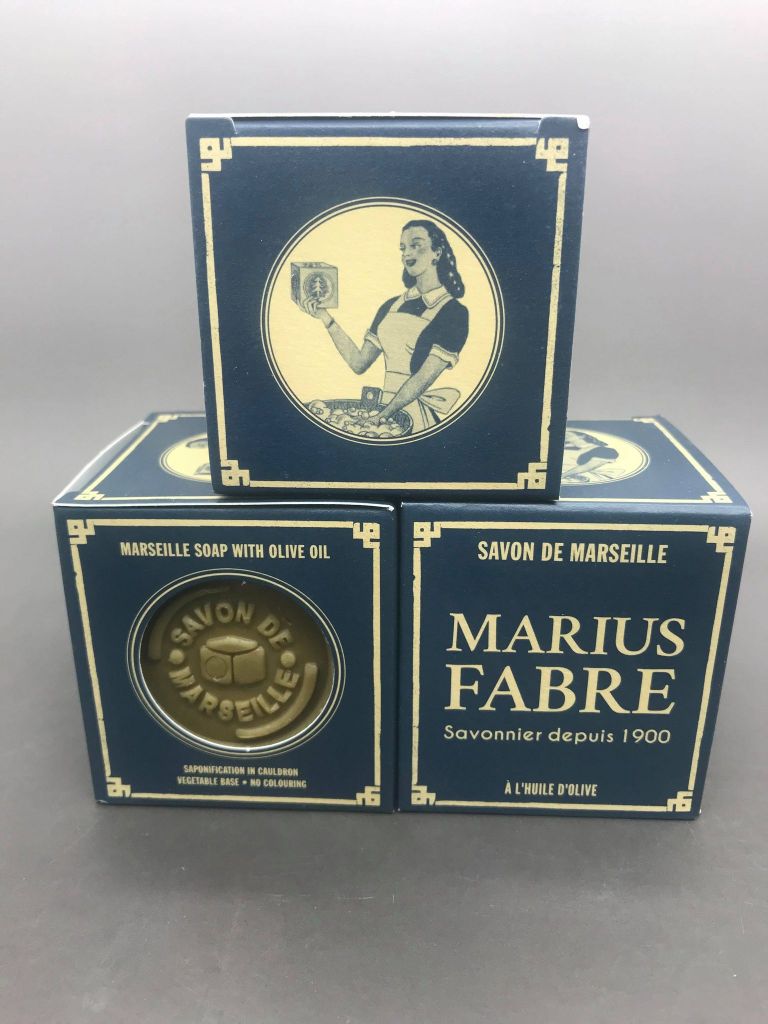 MARSEILLE SOAP WITH OLIVE OIL
SAVON DE
MARSEILLE
SAPONIFICATION IN CAULDRON
VEGETABLE BASE • NO COLOURING
SAVON DE MARSEILLE
MARIUS
FABRE
Savonnier depuis 1900
À L'HUILE D'OLIVE